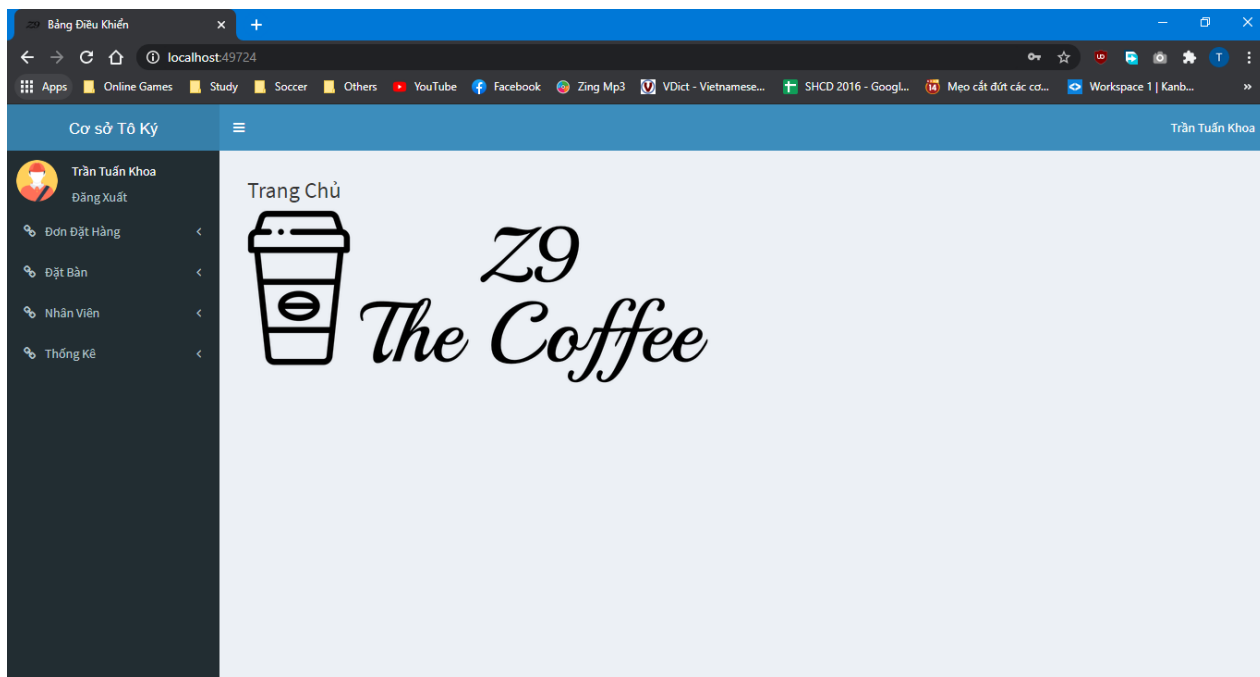 Z9 Bảng Điều Khiển
localhost:49724
Apps Online Games Study Soccer Others YouTube Facebook Zing Mp3 VDict - Vietnamese... SHCD 2016 - Googl... Mẹo cắt đứt các cơ... Workspace 1 | Kanb... »
Cơ sở Tô Ký
Trần Tuấn Khoa
Trần Tuấn Khoa
Đăng Xuất
Đơn Đặt Hàng
Đặt Bàn
Nhân Viên
Thống Kê
Trang Chủ
Z9
The Coffee